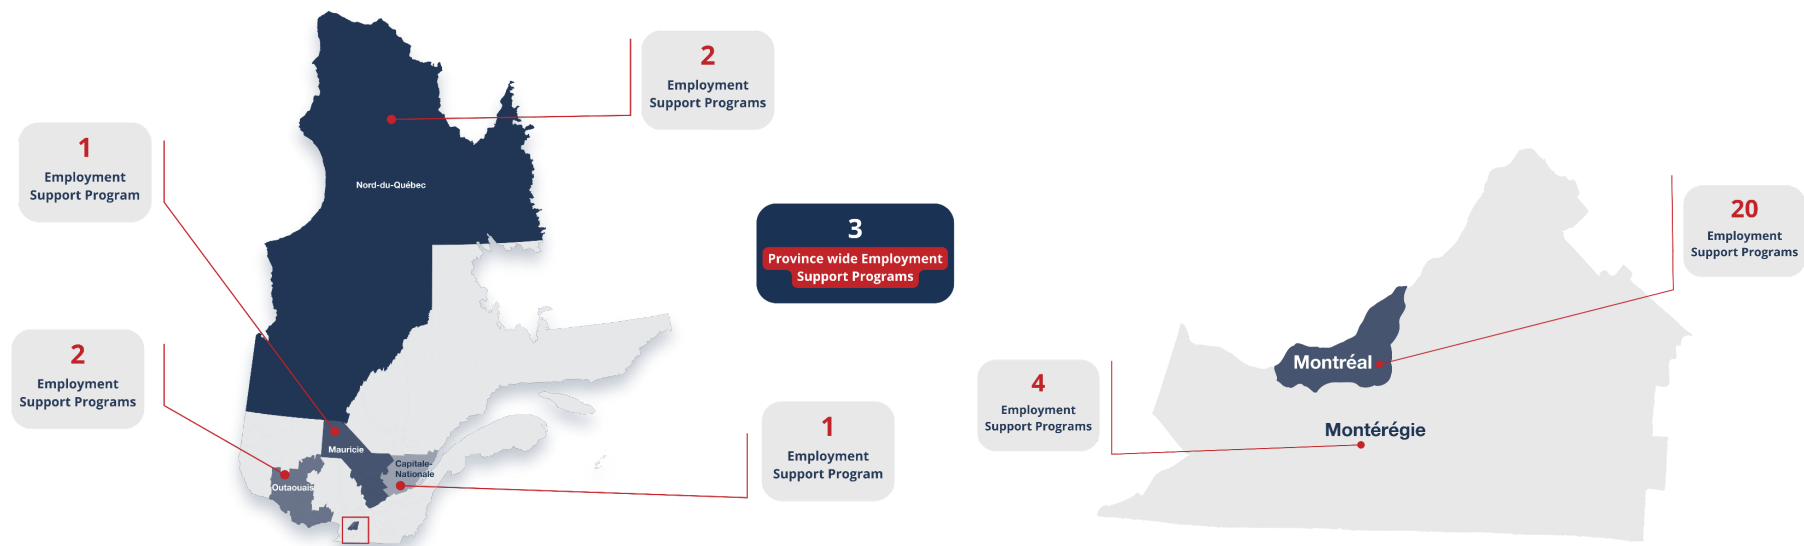 2
Employment
Support Programs
1
Employment
Support Program
Nord-du-Québec
3
Province wide Employment
Support Programs
20
Employment
Support Programs
2
Employment
Support Programs
Montréal
4
Employment
Support Programs
Montérégie
1
Employment
Support Program
Mauricie
Capitale-
Nationale
Outaouais